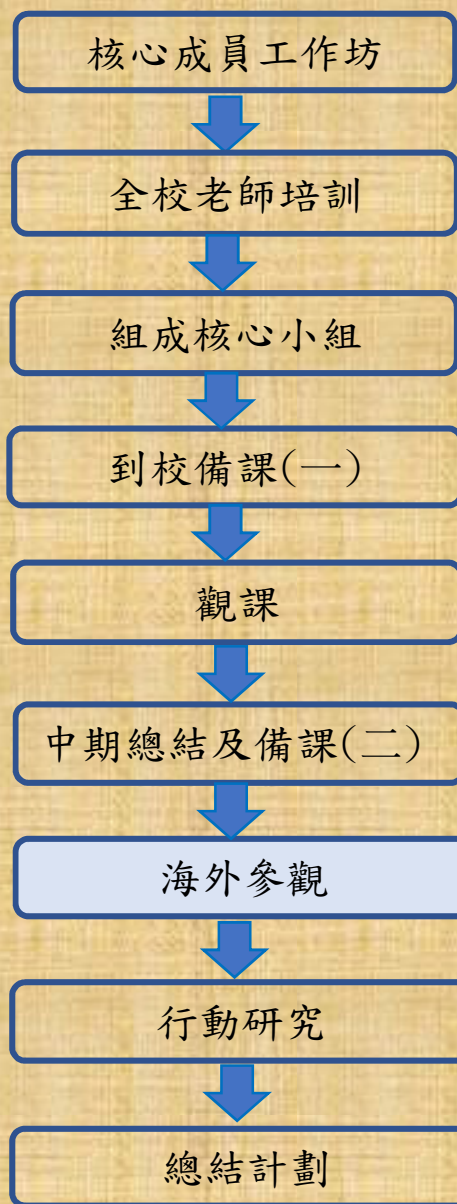 核心成員工作坊
全校老師培訓
組成核心小組
到校備課(一)
觀課
中期總結及備課(二)
海外參觀
行動研究
總結計劃